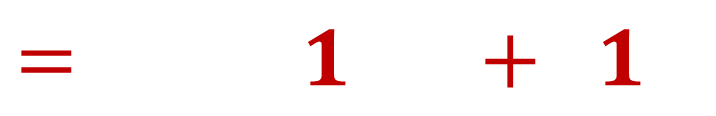 = 1 + 1